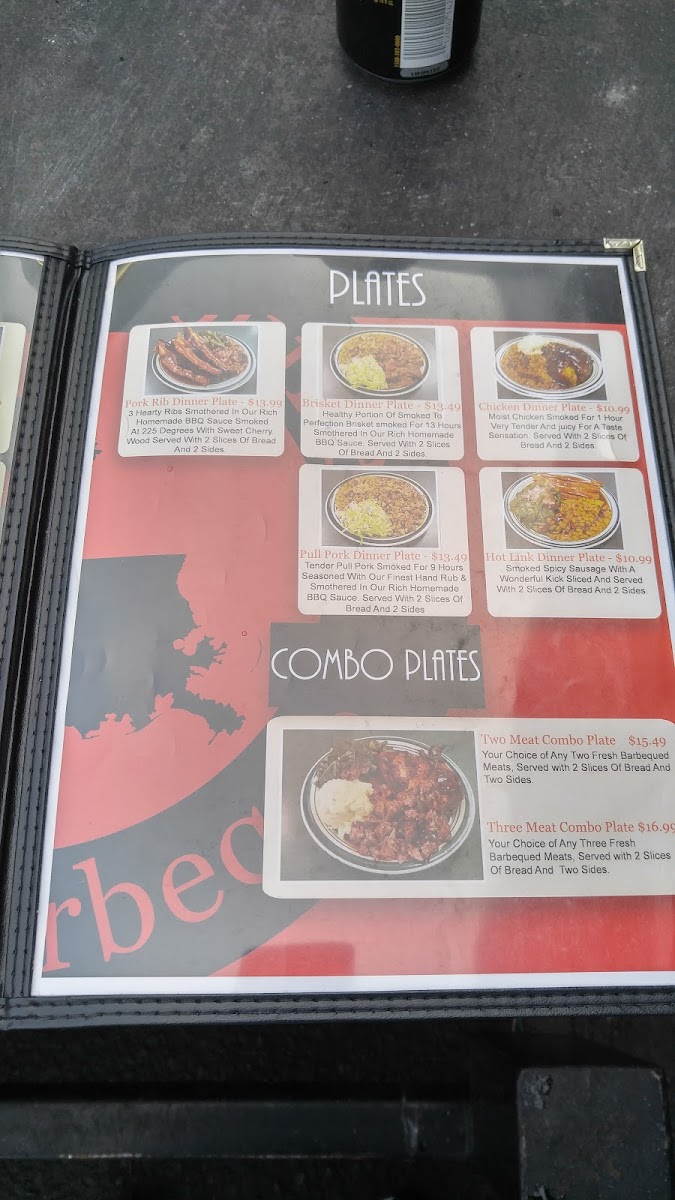 PLATES
Pork Rib Dinner Plate - $13.99
3 Hearty Ribs Smothered In Our Rich
Homemade BBQ Sauce Smoked
At 225 Degrees With Sweet Cherry
Wood Served With 2 Slices Of Bread
And 2 Sides.
Brisket Dinner Plate - $13.49
Healthy Portion Of Smoked To
Perfection Brisket smoked For 13 Hours
Smothered In Our Rich Homemade
BBQ Sauce. Served With 2 Slices
Of Bread And 2 Sides.
Chicken Dinner Plate - $10.99
Moist Chicken Smoked For 1 Hour
Very Tender And juicy For A Taste
Sensation. Served With 2 Slices Of
Bread And 2 Sides.
Pull Pork Dinner Plate - $13.49
Tender Pull Pork Smoked For 9 Hours
Seasoned With Our Finest Hand Rub &
Smothered In Our Rich Homemade
BBQ Sauce. Served With 2 Slices Of
Bread And 2 Sides
Hot Link Dinner Plate - $10.99
Smoked Spicy Sausage With A
Wonderful Kick Sliced And Served
With 2 Slices Of Bread And 2 Sides.
COMBO PLATES
Two Meat Combo Plate $15.49
Your Choice of Any Two Fresh Barbequed
Meats, Served with 2 Slices Of Bread And
Two Sides.
Three Meat Combo Plate $16.99
Your Choice of Any Three Fresh
Barbequed Meats, Served with 2 Slices
Of Bread And Two Sides.
rbeq